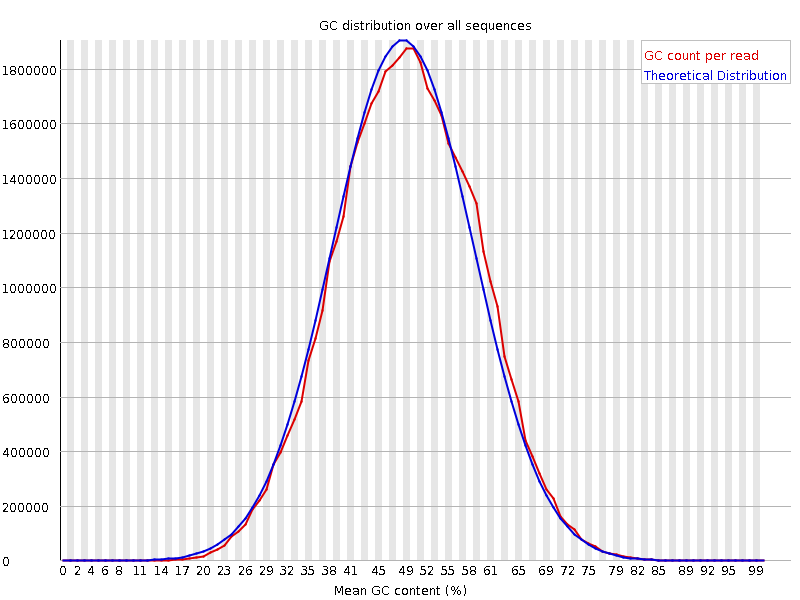 GC distribution over all sequences
GC count per read
Theoretical Distribution
1800000
1600000
1400000
1200000
1000000
800000
600000
400000
200000
0
0 2 4 6 8 11 14 17 20 23 26 29 32 35 38 41 45 49 52 55 58 61 65 69 72 75 79 82 85 89 92 95 99
Mean GC content (%)